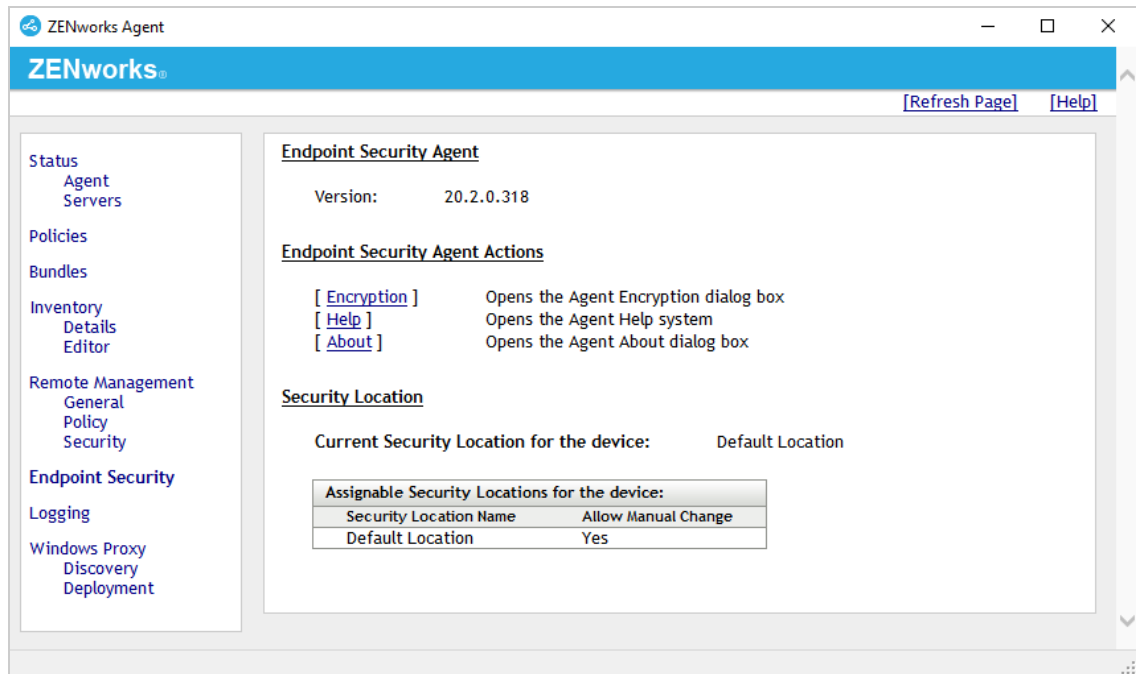 ZENworks Agent
ZENworks®
[Refresh Page] [Help]
Status
Agent
Servers
Policies
Bundles
Inventory
Details
Editor
Remote Management
General
Policy
Security
Endpoint Security
Logging
Windows Proxy
Discovery
Deployment
Endpoint Security Agent
Version: 20.2.0.318
Endpoint Security Agent Actions
[ Encryption ] Opens the Agent Encryption dialog box
[ Help ] Opens the Agent Help system
[ About ] Opens the Agent About dialog box
Security Location
Current Security Location for the device: Default Location
Assignable Security Locations for the device:
Security Location Name Allow Manual Change
Default Location Yes